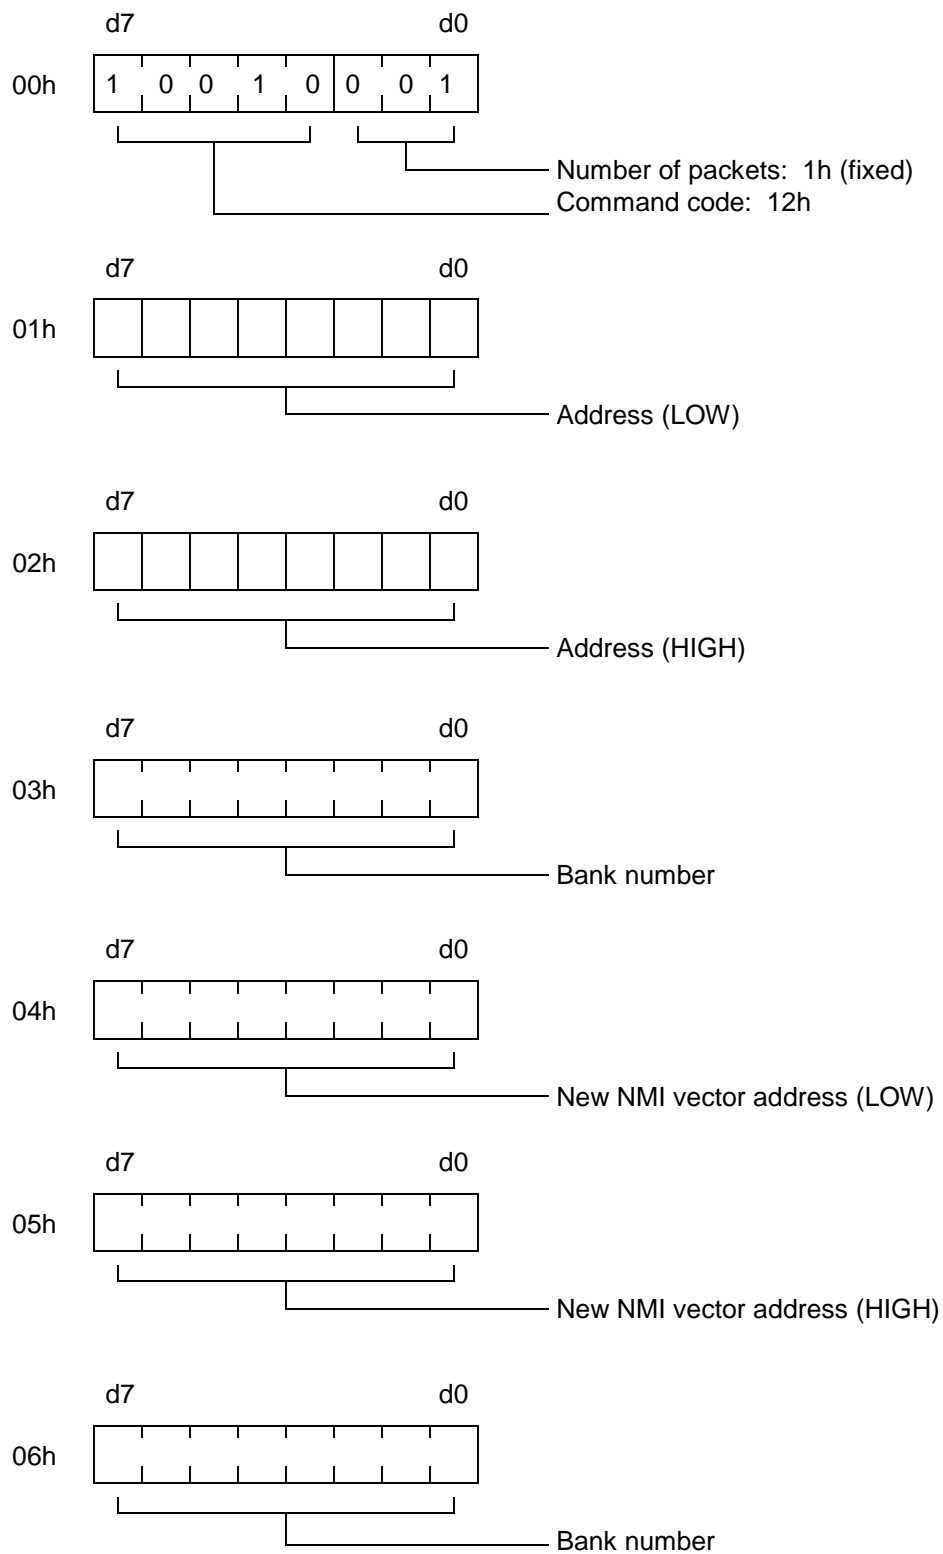 d7 d0
00h 1 0 0 1 0 0 0 1
Number of packets: 1h (fixed)
Command code: 12h
d7 d0
01h
Address (LOW)
d7 d0
02h
Address (HIGH)
d7 d0
03h
Bank number
d7 d0
04h
New NMI vector address (LOW)
d7 d0
05h
New NMI vector address (HIGH)
d7 d0
06h
Bank number